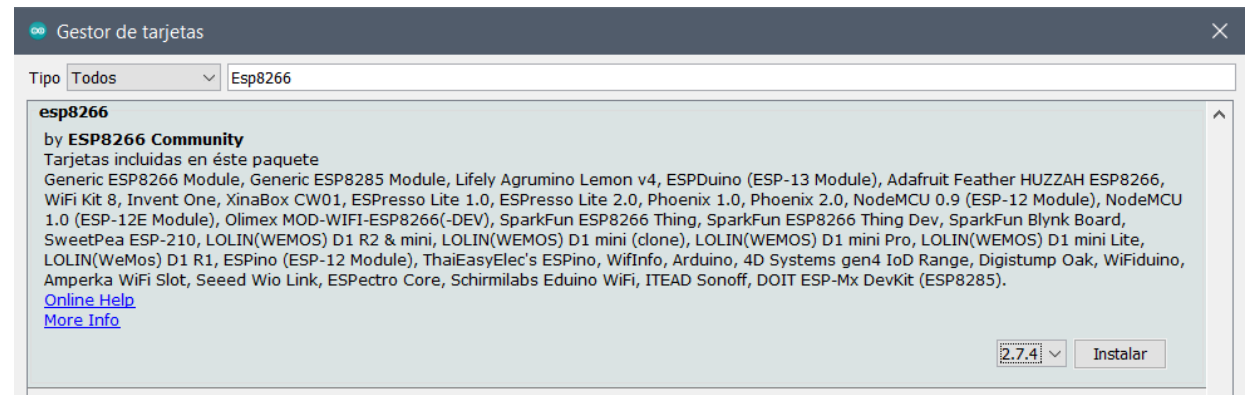 Gestor de tarjetas
Tipo Todos Esp8266
esp8266
by ESP8266 Community
Tarjetas incluidas en éste paquete
Generic ESP8266 Module, Generic ESP8285 Module, Lifely Agrumino Lemon v4, ESPDuino (ESP-13 Module), Adafruit Feather HUZZAH ESP8266,
WiFi Kit 8, Invent One, XinaBox CW01, ESPresso Lite 1.0, ESPresso Lite 2.0, Phoenix 1.0, Phoenix 2.0, NodeMCU 0.9 (ESP-12 Module), NodeMCU
1.0 (ESP-12E Module), Olimex MOD-WIFI-ESP8266(-DEV), SparkFun ESP8266 Thing, SparkFun ESP8266 Thing Dev, SparkFun Blynk Board,
SweetPea ESP-210, LOLIN(WEMOS) D1 R2 & mini, LOLIN(WEMOS) D1 mini (clone), LOLIN(WEMOS) D1 mini Pro, LOLIN(WEMOS) D1 mini Lite,
LOLIN(WeMos) D1 R1, ESPino (ESP-12 Module), ThaiEasyElec's ESPino, WifInfo, Arduino, 4D Systems gen4 IoD Range, Digistump Oak, WiFiduino,
Amperka WiFi Slot, Seeed Wio Link, ESPectro Core, Schirmilabs Eduino WiFi, ITEAD Sonoff, DOIT ESP-Mx DevKit (ESP8285).
Online Help
More Info
2.7.4 Instalar